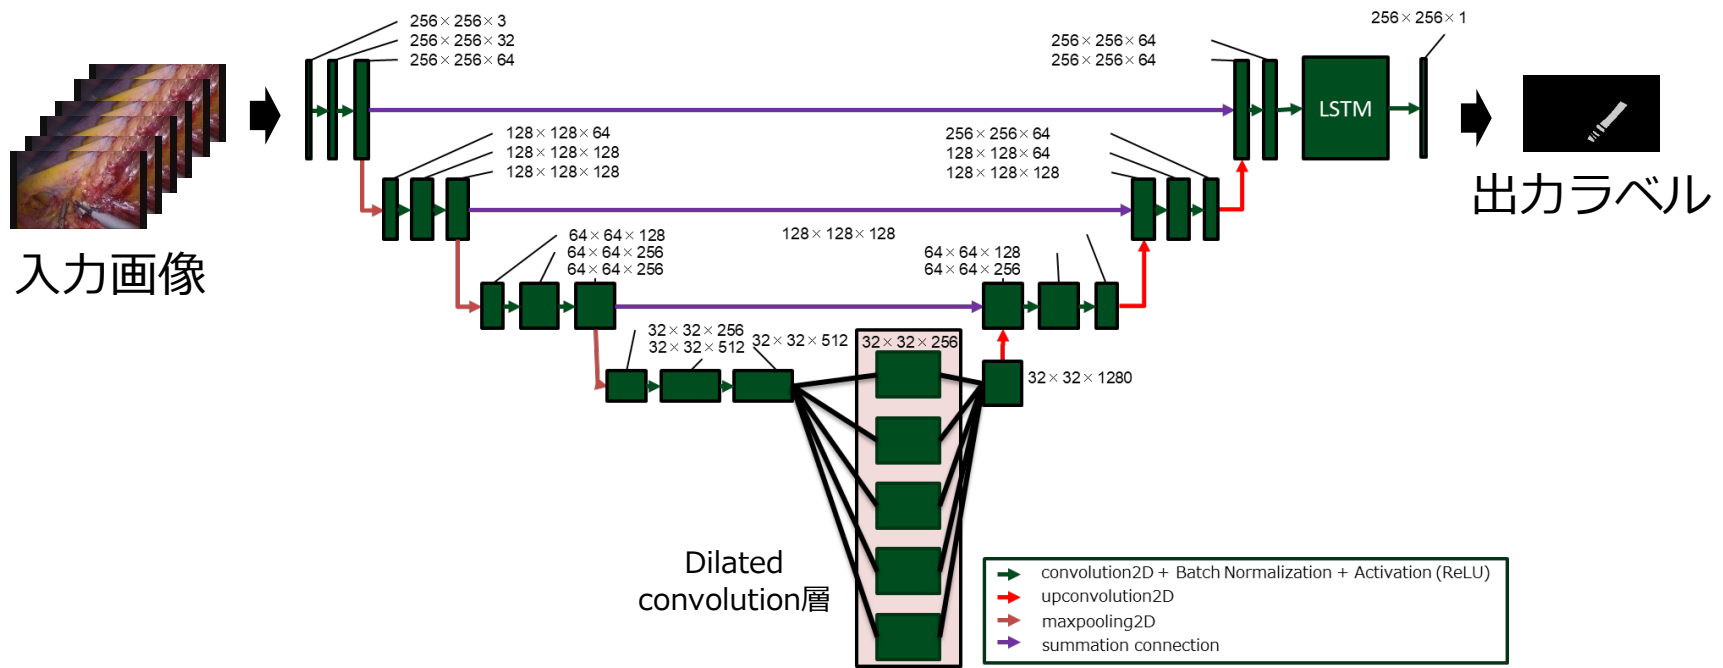 256×256×3
256×256×32
256×256×64
256×256×64
256×256×64
256×256×1
LSTM
入力画像
出力ラベル
128×128×64
128×128×128
128×128×128
256×256×64
128×128×64
128×128×128
64×64×128
64×64×256
64×64×256
128×128×128
64×64×128
64×64×256
32×32×256
32×32×512
32×32×512
32×32×256
32×32×1280
Dilated
convolution層
convolution2D + Batch Normalization + Activation (ReLU)
upconvolution2D
maxpooling2D
summation connection